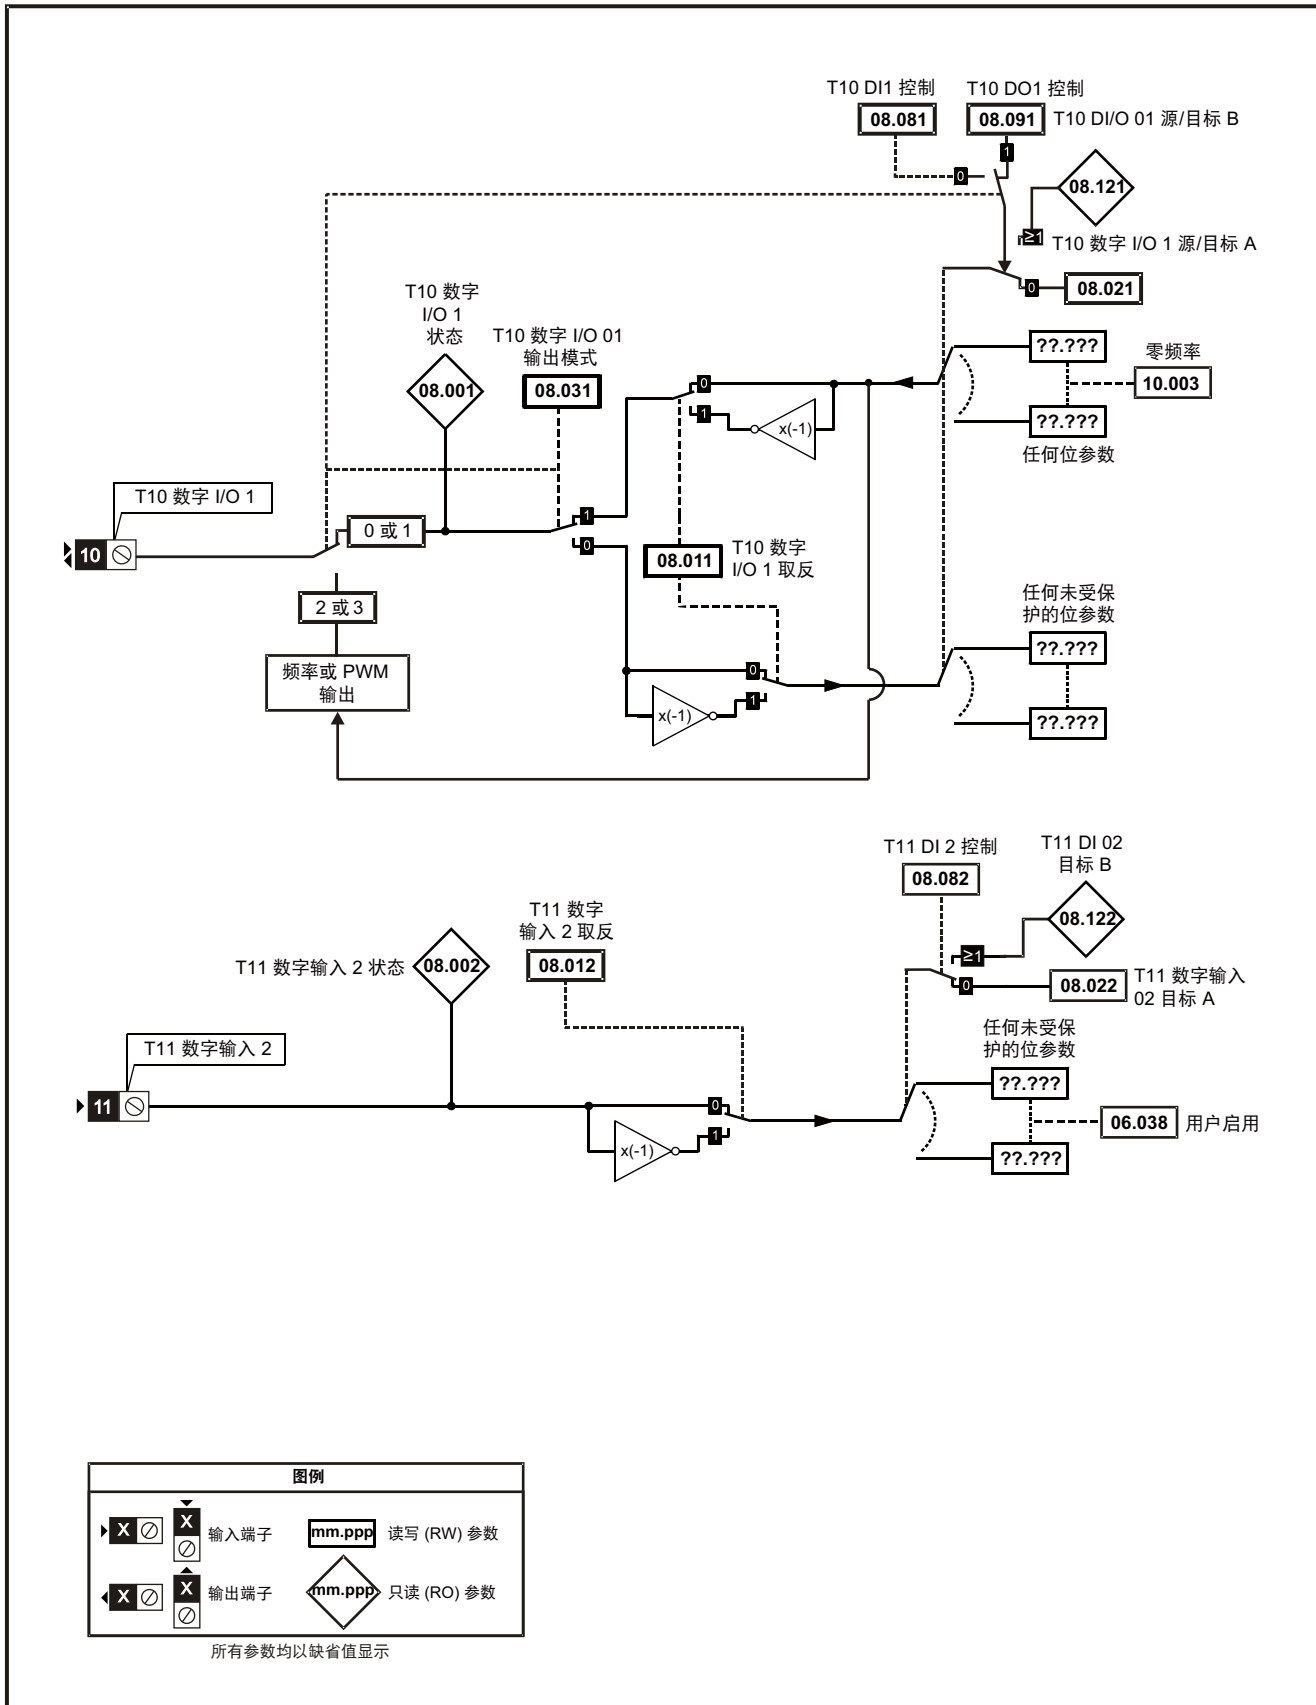 T10 DI1 控制
T10 DO1 控制
08.081
08.091
T10 DI/O 01 源/目标 B
1
0
08.121
≥1
T10 数字 I/O 1 源/目标 A
0
08.021
T10 数字
I/O 1
状态
08.001
T10 数字 I/O 01
输出模式
08.031
0
1
x(-1)
??.???
零频率
10.003
??.???
任何位参数
T10 数字 I/O 1
10
0 或 1
1
0
08.011
T10 数字
I/O 1 取反
2 或 3
频率或 PWM
输出
0
1
x(-1)
任何未受保
护的位参数
??.???
??.???
T11 DI 2 控制
08.082
T11 DI 02
目标 B
08.122
≥1
0
08.022
T11 数字输入
02 目标 A
T11 数字
输入 2 取反
08.012
T11 数字输入 2 状态
08.002
T11 数字输入 2
11
0
1
x(-1)
任何未受保
护的位参数
??.???
06.038
用户启用
??.???
图例
X
X
输入端子
mm.ppp
读写 (RW) 参数
X
X
输出端子
mm.ppp
只读 (RO) 参数
所有参数均以缺省值显示